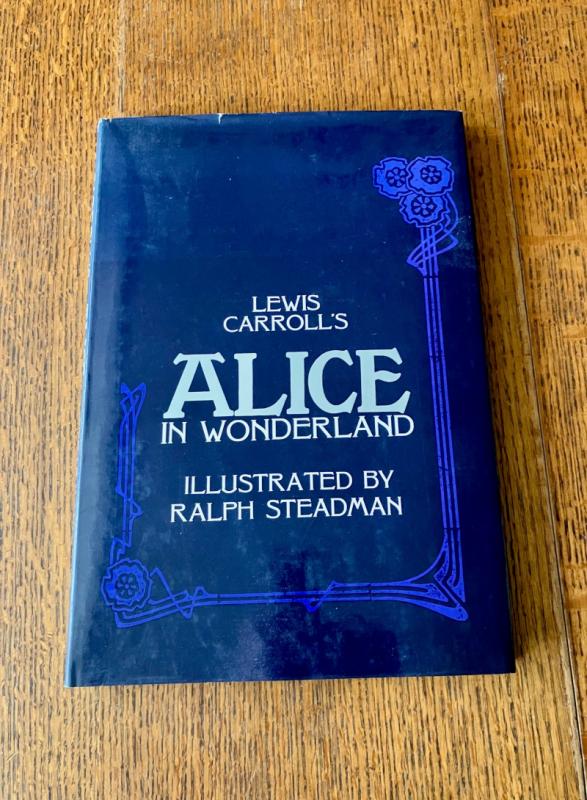 LEWIS
CARROLL'S
ALICE
IN WONDERLAND
ILLUSTRATED BY
RALPH STEADMAN